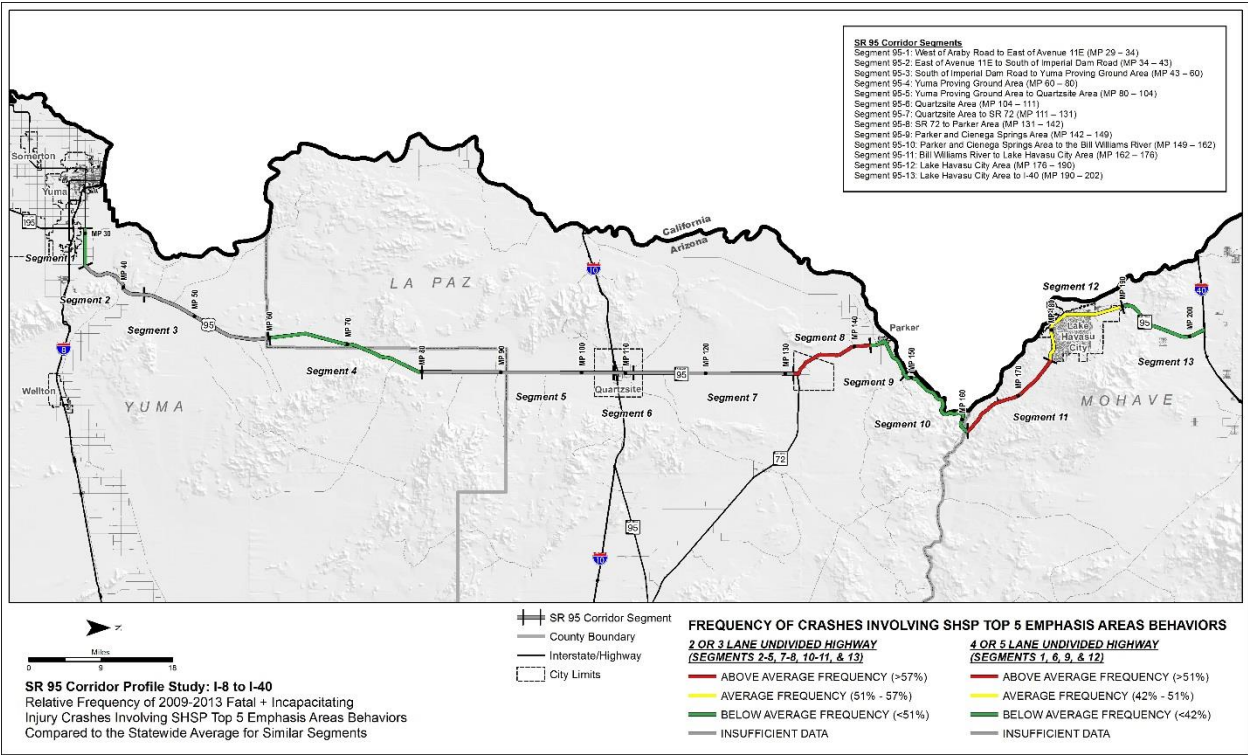 SR 95 Corridor Segments
Segment 95-1: West of Araby Road to East of Avenue 11E (MP 29 – 34)
Segment 95-2: East of Avenue 11E to South of Imperial Dam Road (MP 34 – 43)
Segment 95-3: South of Imperial Dam Road to Yuma Proving Ground Area (MP 43 – 60)
Segment 95-4: Yuma Proving Ground Area (MP 60 – 80)
Segment 95-5: Yuma Proving Ground Area to Quartzsite Area (MP 80 – 104)
Segment 95-6: Quartzsite Area (MP 104 – 111)
Segment 95-7: Quartzsite Area to SR 72 (MP 111 – 131)
Segment 95-8: SR 72 to Parker Area (MP 131 – 142)
Segment 95-9: Parker and Cienega Springs Area (MP 142 – 149)
Segment 95-10: Parker and Cienega Springs Area to the Bill Williams River (MP 149 – 162)
Segment 95-11: Bill Williams River to Lake Havasu City Area (MP 162 – 176)
Segment 95-12: Lake Havasu City Area (MP 176 – 190)
Segment 95-13: Lake Havasu City Area to I-40 (MP 190 – 202)
Somerton
Yuma
195
MP 30
Segment 1
MP 40
Segment 2
MP 50
Segment 3
95
MP 60
MP 70
Segment 4
MP 80
MP 90
Segment 5
MP 100
MP 110
Quartzsite
Segment 6
MP 120
95
Segment 7
MP 130
Segment 8
MP 140
Parker
Segment 9
MP 150
Segment 10
MP 160
Segment 11
MP 170
MP 180
Lake
Havasu
City
Segment 12
MP 190
95
MP 200
Segment 13
40
California
Arizona
LA PAZ
YUMA
MOHAVE
Wellton
8
10
10
95
72
N
Miles
0 9 18
SR 95 Corridor Profile Study: I-8 to I-40
Relative Frequency of 2009-2013 Fatal + Incapacitating
Injury Crashes Involving SHSP Top 5 Emphasis Areas Behaviors
Compared to the Statewide Average for Similar Segments
SR 95 Corridor Segment
County Boundary
Interstate/Highway
City Limits
FREQUENCY OF CRASHES INVOLVING SHSP TOP 5 EMPHASIS AREAS BEHAVIORS
2 OR 3 LANE UNDIVIDED HIGHWAY
(SEGMENTS 2-5, 7-8, 10-11, & 13)
ABOVE AVERAGE FREQUENCY (>57%)
AVERAGE FREQUENCY (51% - 57%)
BELOW AVERAGE FREQUENCY (<51%)
INSUFFICIENT DATA
4 OR 5 LANE UNDIVIDED HIGHWAY
(SEGMENTS 1, 6, 9, & 12)
ABOVE AVERAGE FREQUENCY (>51%)
AVERAGE FREQUENCY (42% - 51%)
BELOW AVERAGE FREQUENCY (<42%)
INSUFFICIENT DATA